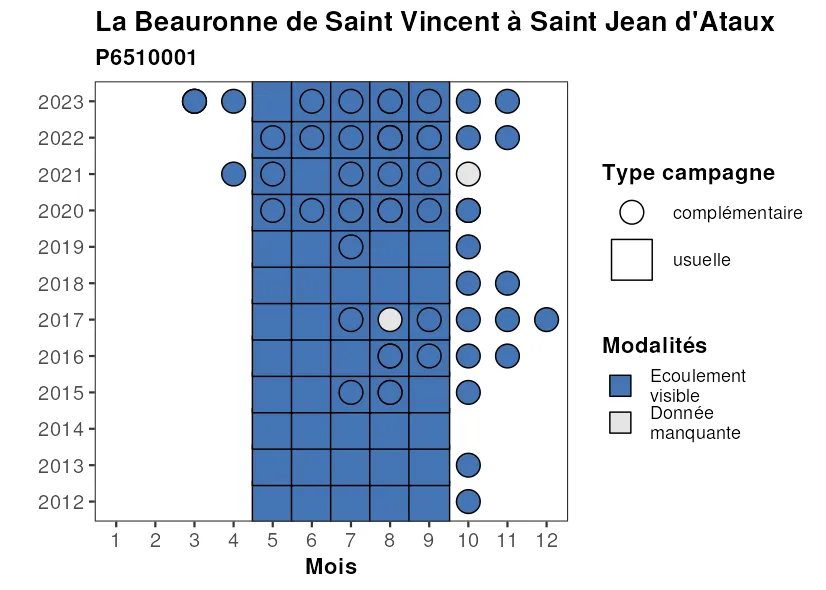 La Beauronne de Saint Vincent à Saint Jean d'Ataux
P6510001
2023
2022
2021
2020
2019
2018
2017
2016
2015
2014
2013
2012
1 2 3 4 5 6 7 8 9 10 11 12
Mois
Type campagne
complémentaire
usuelle
Modalités
Ecoulement
visible
Donnée
manquante